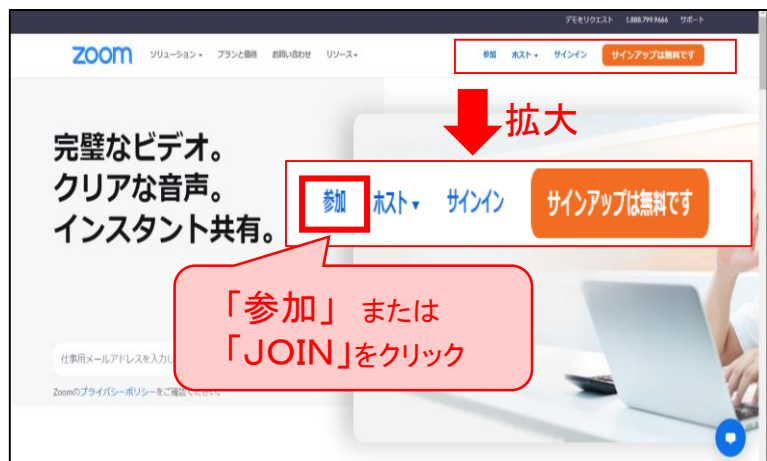 デモをリクエスト 1.888.799.9666 サポート
zoom ソリューション▾ プランと価格 お問い合わせ リソース▾ 参加 ホスト▾ サインイン サインアップは無料です
拡大
完璧なビデオ。
クリアな音声。
インスタント共有。
参加 ホスト▾ サインイン サインアップは無料です
「参加」 または
「JOIN」をクリック
仕事用メールアドレスを入力し
Zoomのプライバシーポリシーをご確認ください。